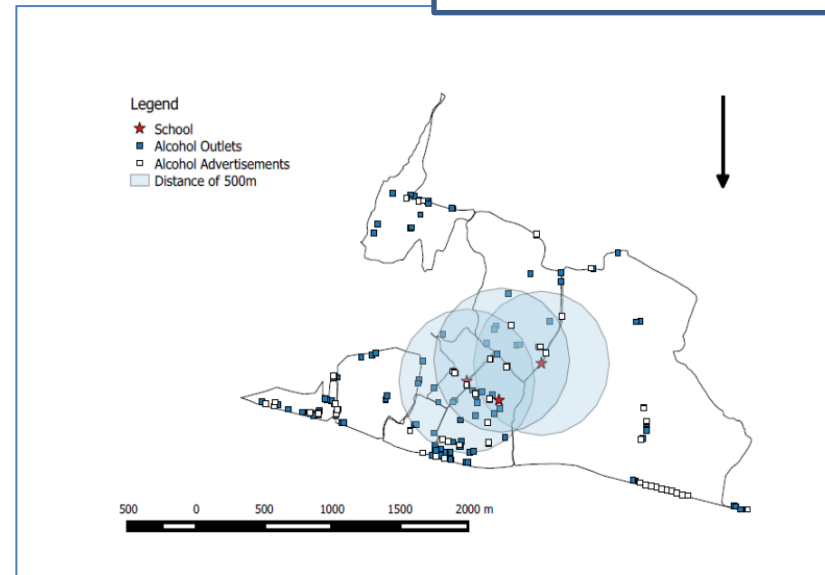 Legend
School
Alcohol Outlets
Alcohol Advertisements
Distance of 500m
500 0 500 1000 1500 2000 m